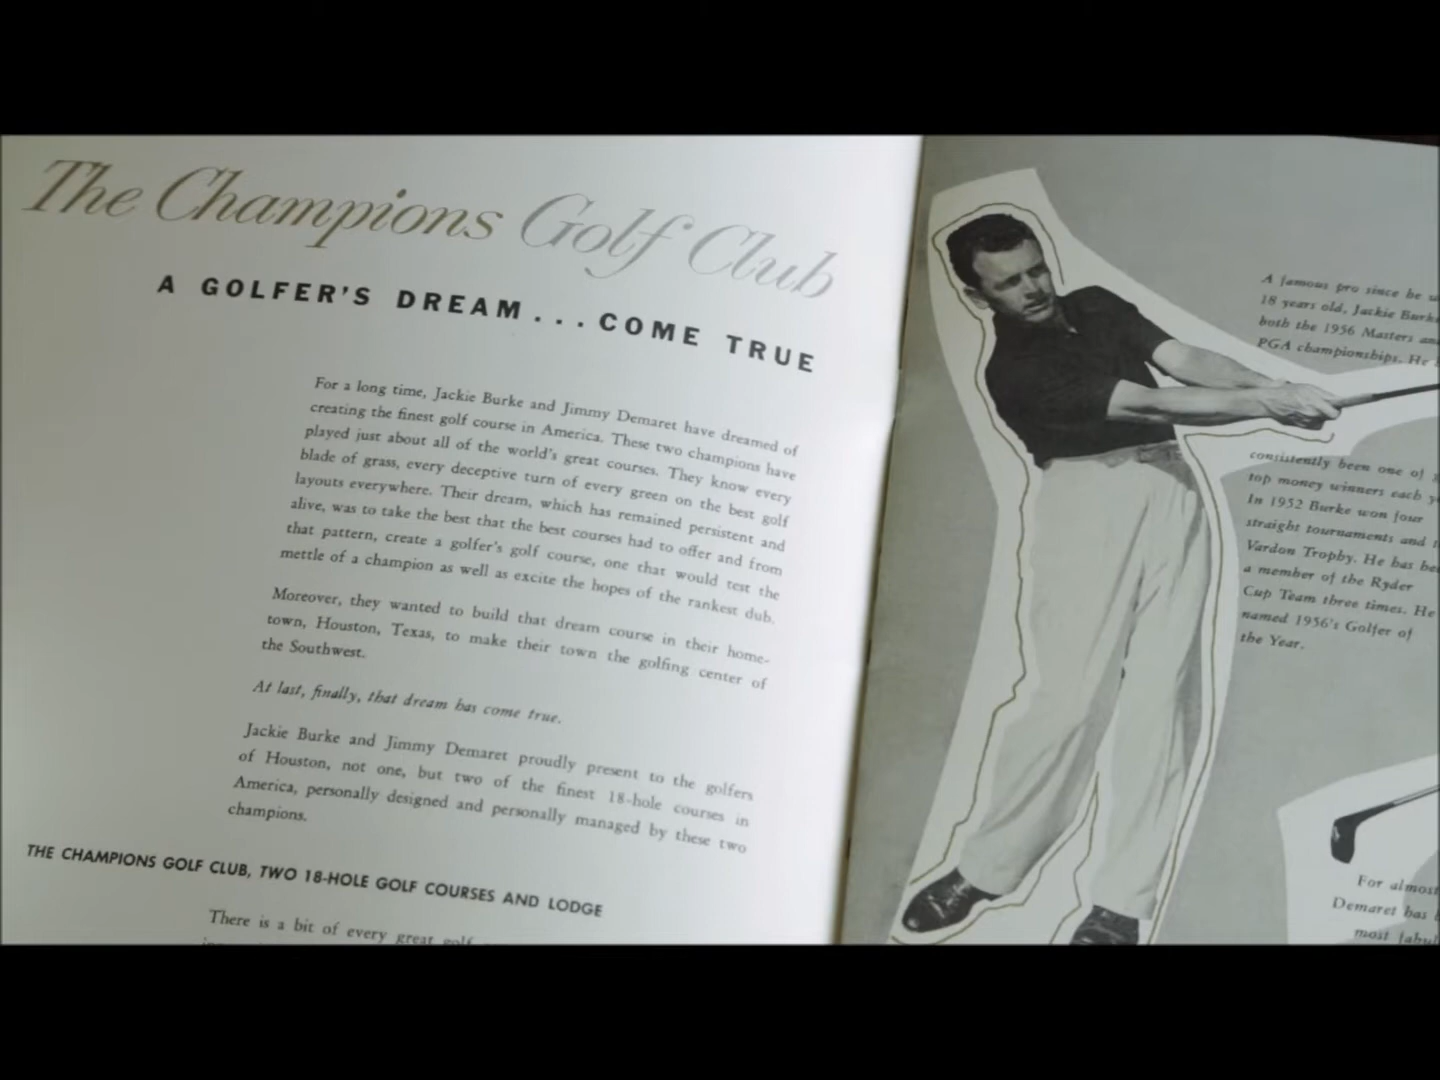 The Champions Golf Club
A GOLFER'S DREAM...COME TRUE
For a long time, Jackie Burke and Jimmy Demaret have dreamed of
creating the finest golf course in America. These two champions have
played just about all of the world's great courses. They know every
blade of grass, every deceptive turn of every green on the best golf
layouts everywhere. Their dream, which has remained persistent and
alive, was to take the best that the best courses had to offer and from
that pattern, create a golfer's golf course, one that would test the
mettle of a champion as well as excite the hopes of the rankest dub.
Moreover, they wanted to build that dream course in their home-
town, Houston, Texas, to make their town the golfing center of
the Southwest.
At last, finally, that dream has come true.
Jackie Burke and Jimmy Demaret proudly present to the golfers
of Houston, not one, but two of the finest 18-hole courses in
America, personally designed and personally managed by these two
champions.
THE CHAMPIONS GOLF CLUB, TWO 18-HOLE GOLF COURSES AND LODGE
There is a bit of every great golf
A famous pro since he
18 years old, Jackie Burke
both the 1956 Masters and
PGA championships. He
consistently been one of
top money winners each
In 1952 Burke won four
straight tournaments and
Vardon Trophy. He has
a member of the Ryder
Cup Team three times. He
named 1956's Golfer of
the Year.
For almost
Demaret has
most